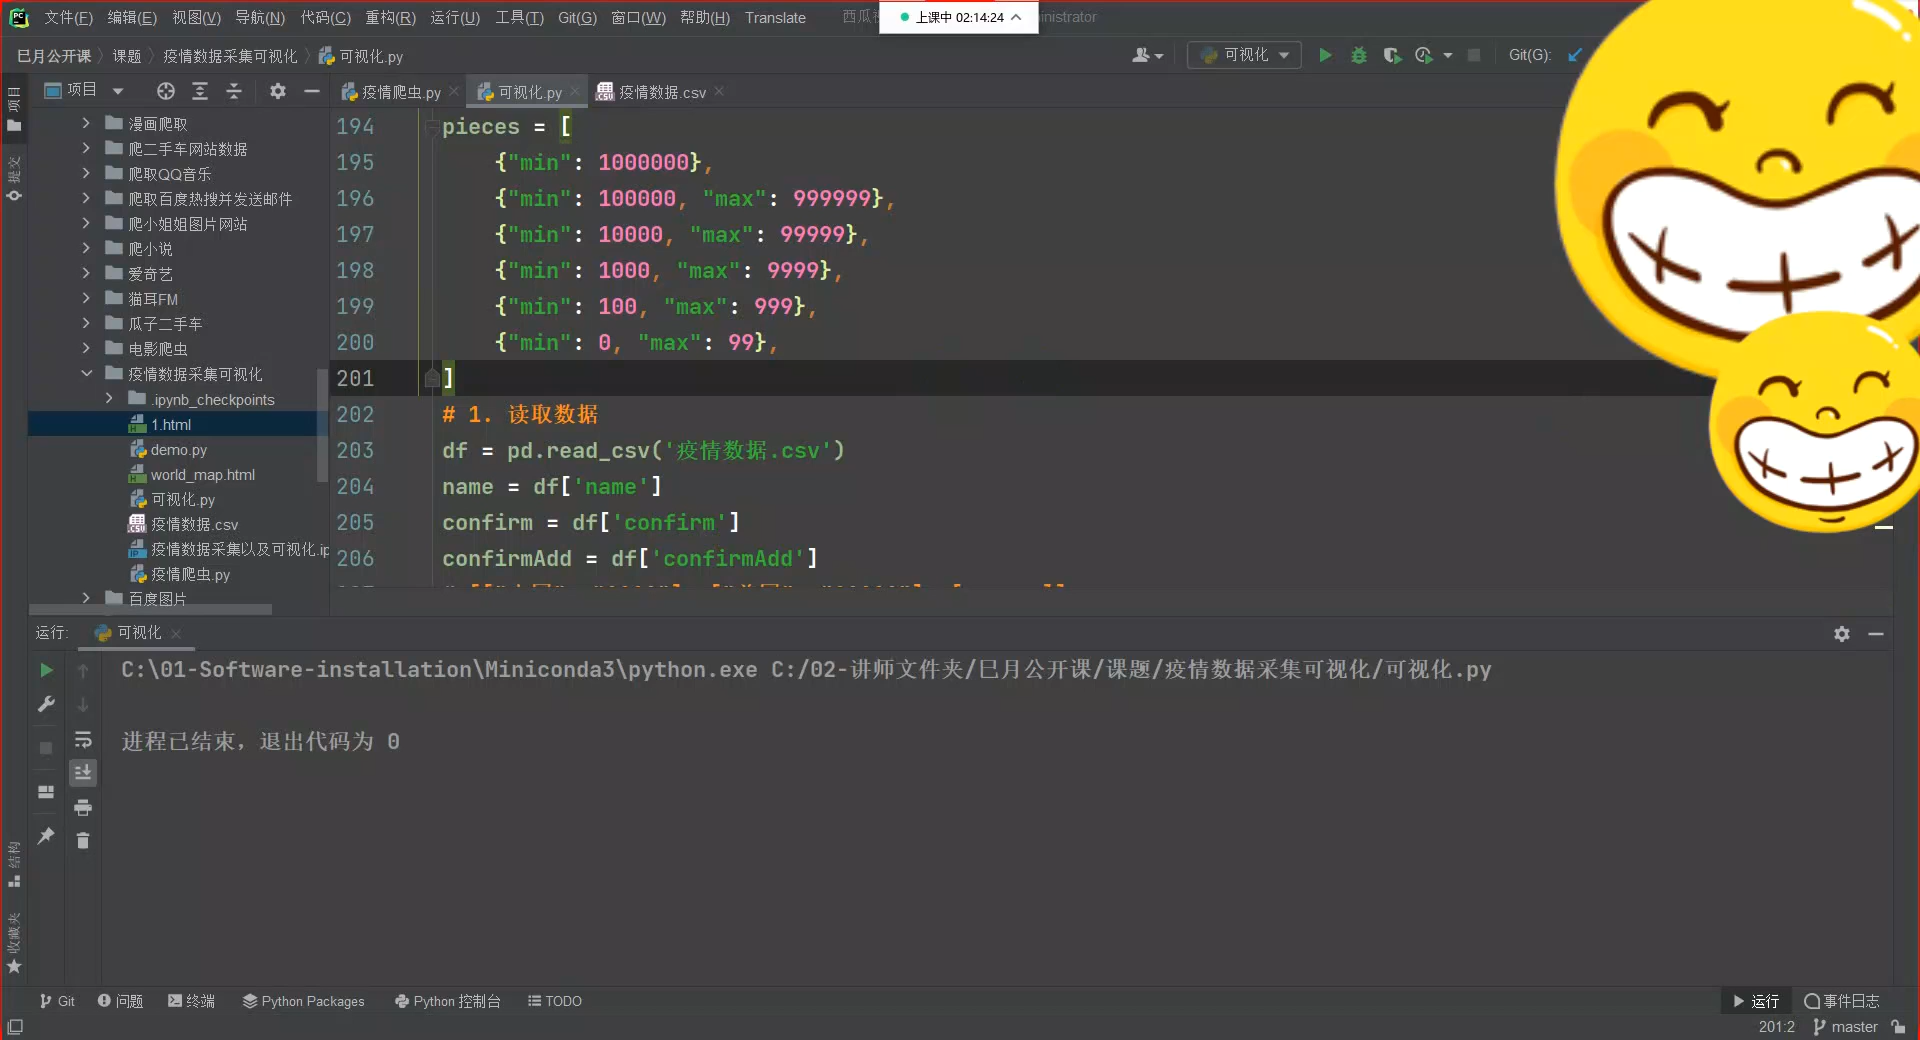 文件(F) 编辑(E) 视图(V) 导航(N) 代码(C) 重构(R) 运行(U) 工具(T) Git(G) 窗口(W) 帮助(H) Translate
上课中 02:14:24
巳月公开课 课题 疫情数据采集可视化 可视化.py
可视化
Git(G):
项目
疫情爬虫.py
可视化.py
疫情数据.csv
项目
提交
结构
收藏夹
漫画爬取
爬二手车网站数据
爬取QQ音乐
爬取百度热搜并发送邮件
爬小姐姐图片网站
爬小说
爱奇艺
猫耳FM
瓜子二手车
电影爬虫
疫情数据采集可视化
.ipynb_checkpoints
1.html
demo.py
world_map.html
可视化.py
疫情数据.csv
疫情数据采集以及可视化.ip
疫情爬虫.py
百度图片
194 pieces = [
195 {"min": 1000000},
196 {"min": 100000, "max": 999999},
197 {"min": 10000, "max": 99999},
198 {"min": 1000, "max": 9999},
199 {"min": 100, "max": 999},
200 {"min": 0, "max": 99},
201 ]
202 # 1. 读取数据
203 df = pd.read_csv('疫情数据.csv')
204 name = df['name']
205 confirm = df['confirm']
206 confirmAdd = df['confirmAdd']
运行: 可视化
C:\01-Software-installation\Miniconda3\python.exe C:/02-讲师文件夹/巳月公开课/课题/疫情数据采集可视化/可视化.py
进程已结束，退出代码为 0
Git 问题 终端 Python Packages Python 控制台 TODO
运行 事件日志
201:2 master